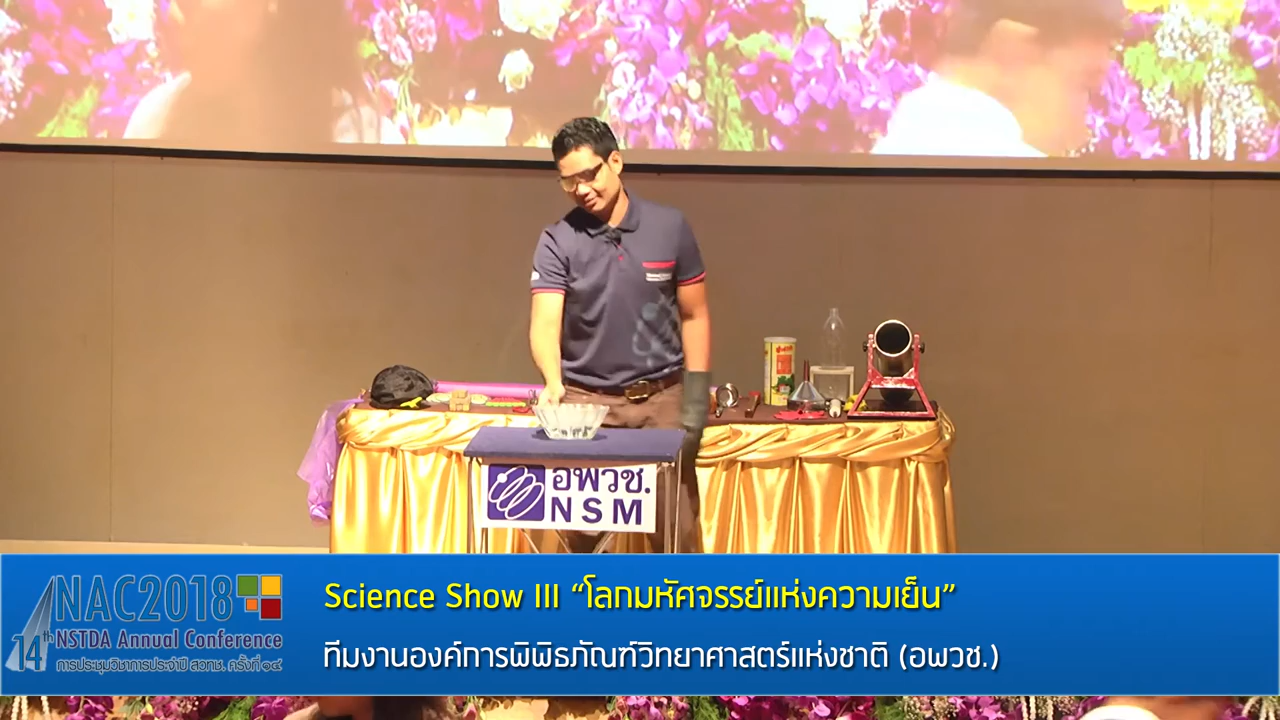 อพวช.
NSM
NAC2018
14th NSTDA Annual Conference
การประชุมวิชาการประจำปี สวทช. ครั้งที่ ๑๔
Science Show III “โลกมหัศจรรย์แห่งความเย็น”
ทีมงานองค์การพิพิธภัณฑ์วิทยาศาสตร์แห่งชาติ (อพวช.)